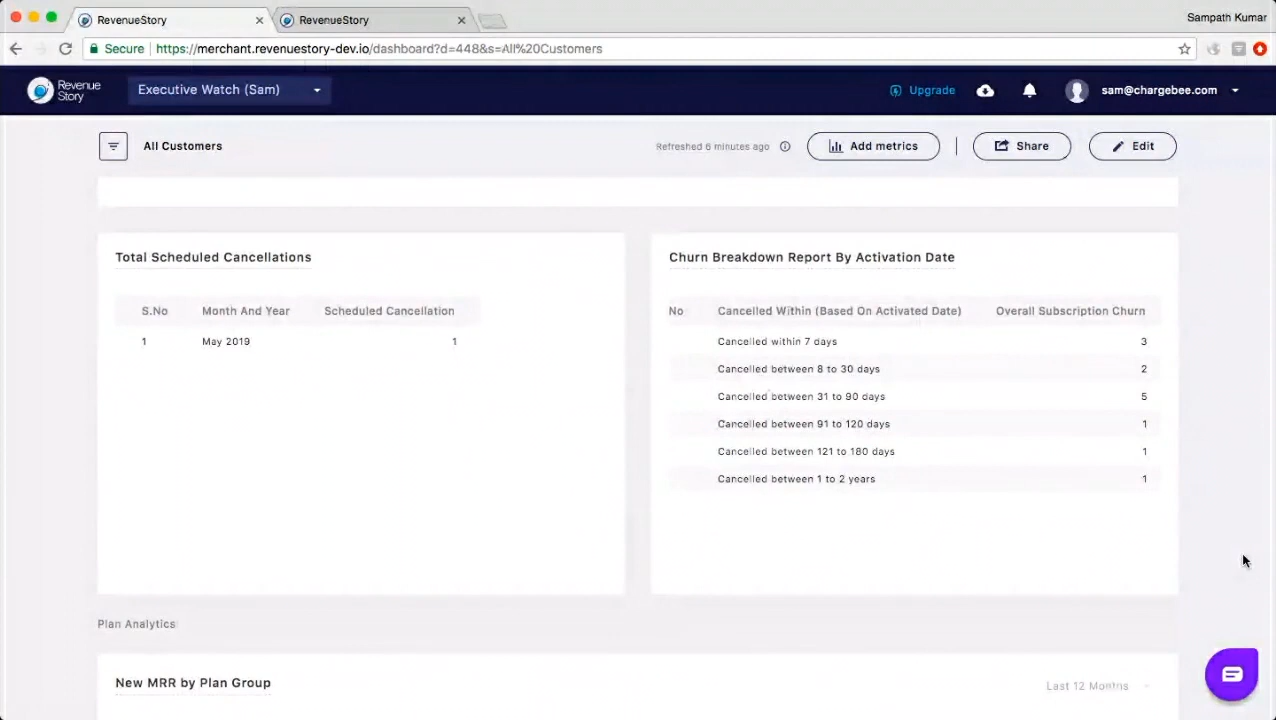 RevenueStory
RevenueStory
Sampath Kumar
Secure https://merchant.revenuestory-dev.io/dashboard?d=448&s=All%20Customers
Revenue Story
Executive Watch (Sam)
Upgrade
sam@chargebee.com
All Customers
Refreshed 6 minutes ago
Add metrics
Share
Edit
Total Scheduled Cancellations
S.No Month And Year Scheduled Cancellation
1 May 2019 1
Churn Breakdown Report By Activation Date
No Cancelled Within (Based On Activated Date) Overall Subscription Churn
Cancelled within 7 days 3
Cancelled between 8 to 30 days 2
Cancelled between 31 to 90 days 5
Cancelled between 91 to 120 days 1
Cancelled between 121 to 180 days 1
Cancelled between 1 to 2 years 1
Plan Analytics
New MRR by Plan Group
Last 12 Months